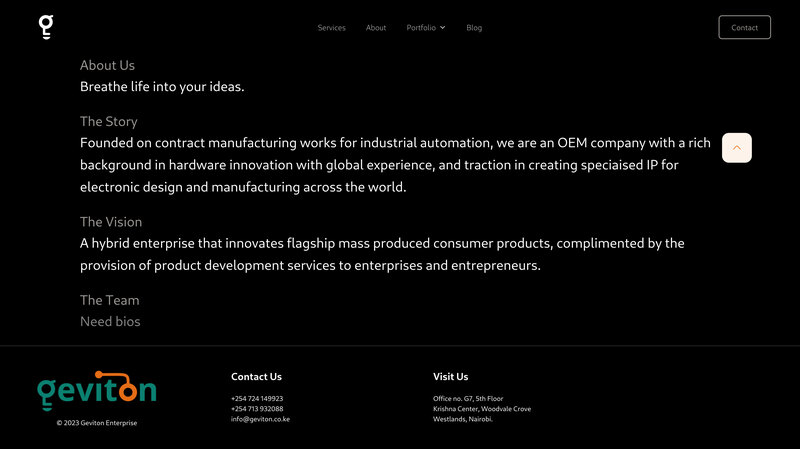 g
Services
About
Portfolio
Blog
Contact
About Us
Breathe life into your ideas.
The Story
Founded on contract manufacturing works for industrial automation, we are an OEM company with a rich
background in hardware innovation with global experience, and traction in creating speciaised IP for
electronic design and manufacturing across the world.
The Vision
A hybrid enterprise that innovates flagship mass produced consumer products, complimented by the
provision of product development services to enterprises and entrepreneurs.
The Team
Need bios
geviton
© 2023 Geviton Enterprise
Contact Us
+254 724 149923
+254 713 932088
info@geviton.co.ke
Visit Us
Office no. G7, 5th Floor
Krishna Center, Woodvale Crove
Westlands, Nairobi.